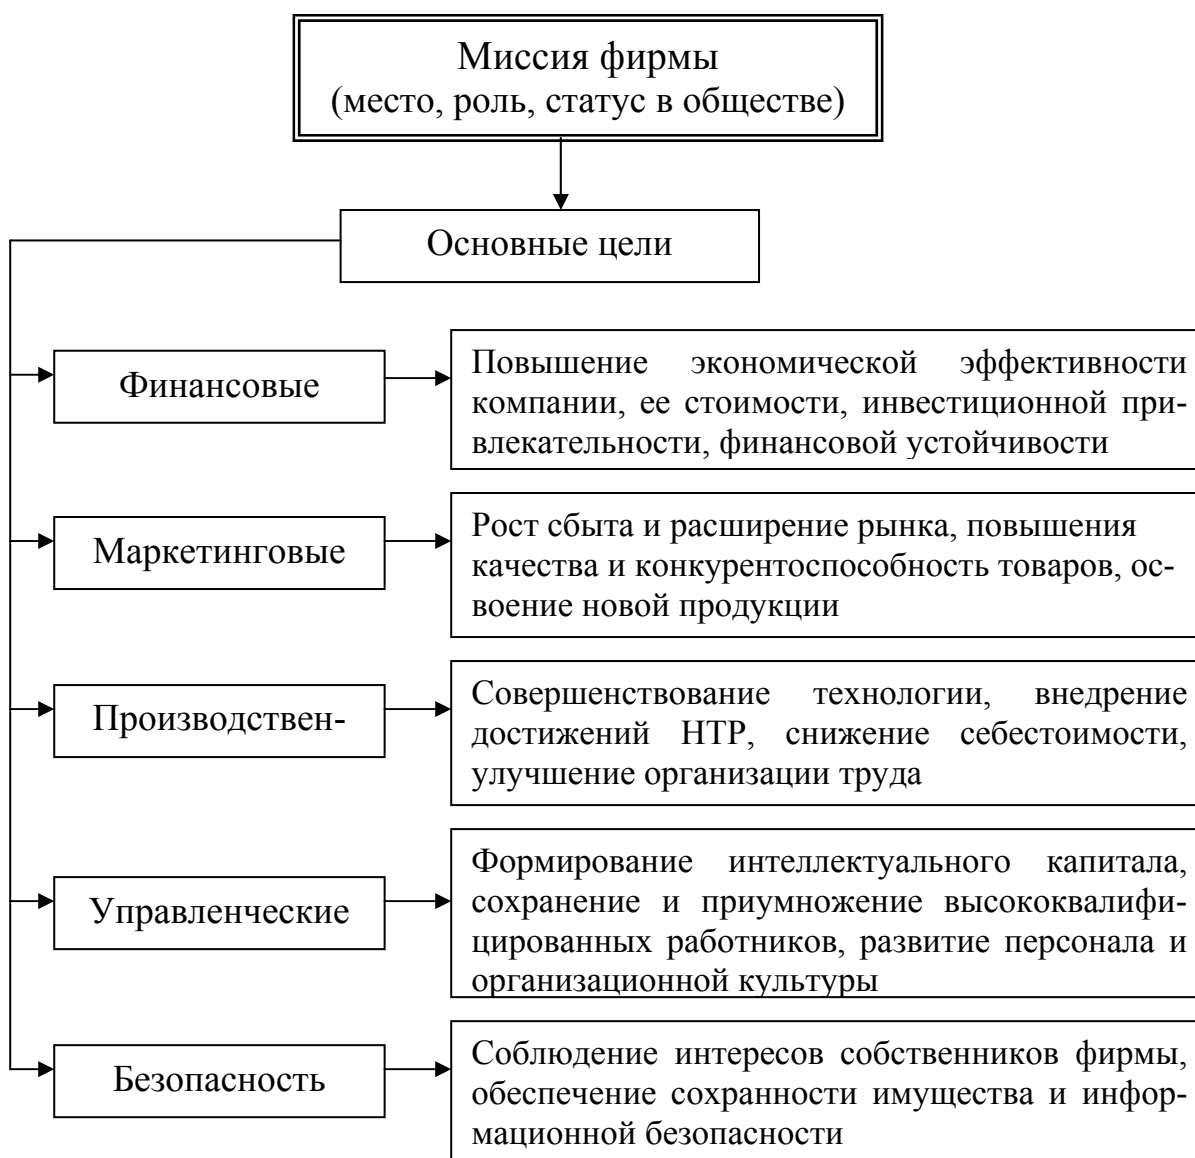 Миссия фирмы
(место, роль, статус в обществе)
Основные цели
Финансовые
Повышение экономической эффективности
компании, ее стоимости, инвестиционной при-
влекательности, финансовой устойчивости
Маркетинговые
Рост сбыта и расширение рынка, повышения
качества и конкурентоспособность товаров, ос-
воение новой продукции
Производствен-
Совершенствование технологии, внедрение
достижений НТР, снижение себестоимости,
улучшение организации труда
Управленческие
Формирование интеллектуального капитала,
сохранение и приумножение высококвалифи-
цированных работников, развитие персонала и
организационной культуры
Безопасность
Соблюдение интересов собственников фирмы,
обеспечение сохранности имущества и инфор-
мационной безопасности